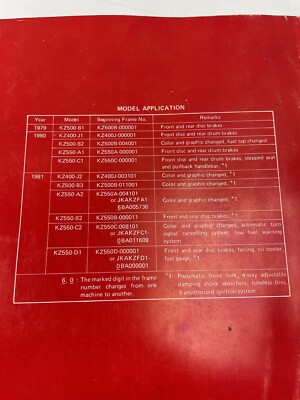 MODEL APPLICATION
Year Model Beginning Frame No. Remarks
1979 KZ500-B1 KZ500B-000001 Front and rear disc brakes
1980 KZ400-J1 KZ400J-000001 Front disc and rear drum brakes
KZ500-B2 KZ500B-004001 Color and graphic changed, fuel tap changed
KZ550-A1 KZ550A-000001 Front disc and rear drum brakes
KZ550-C1 KZ550C-000001 Front disc and rear drum brakes, stepped seat
and pullback handlebar, *1
1981 KZ400-J2 KZ400J-003101 Color and graphic changed, *1
KZ500-B3 KZ500B-011001 Color and graphic changed,
KZ550-A2 KZ550A-004101 Color and graphic changed, *1
or JKAKZFA1-
BA005736
KZ550-B2 KZ550B-000011 Front and rear disc brakes, *1
KZ550-C2 KZ550C-008101 Color and graphic changed, automatic turn
or JKAKZFC1- signal cancelling system, low fuel warning
BA011608 system
KZ550-D1 KZ550D-000001 Front and rear disc brakes, fairing, oil cooler,
or JKAKZFD1- fuel gauge, *1
BA000001
6, 0 : The marked digit in the frame
number changes from one
machine to another.
*1: Pneumatic front fork, 4-way adjustable
damping shock absorbers, tubeless tires,
transistorized ignition system